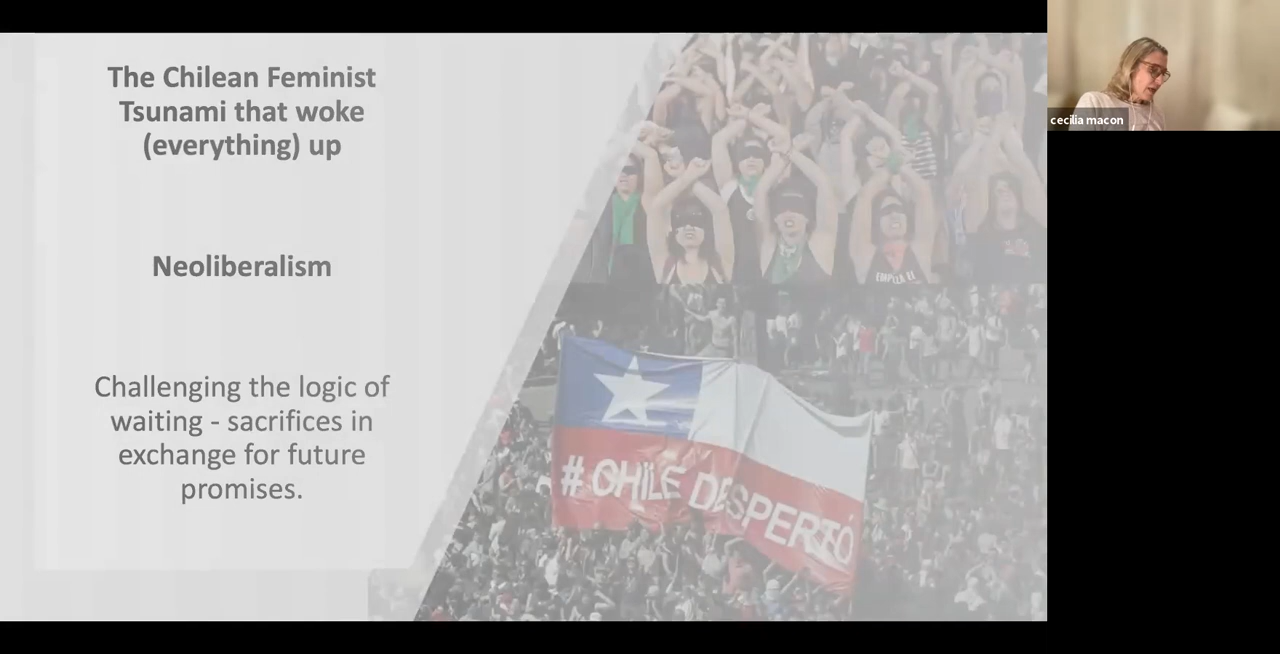 The Chilean Feminist
Tsunami that woke
(everything) up
Neoliberalism
Challenging the logic of
waiting - sacrifices in
exchange for future
promises.
# CHILE DESPERTÓ
cecilia macon